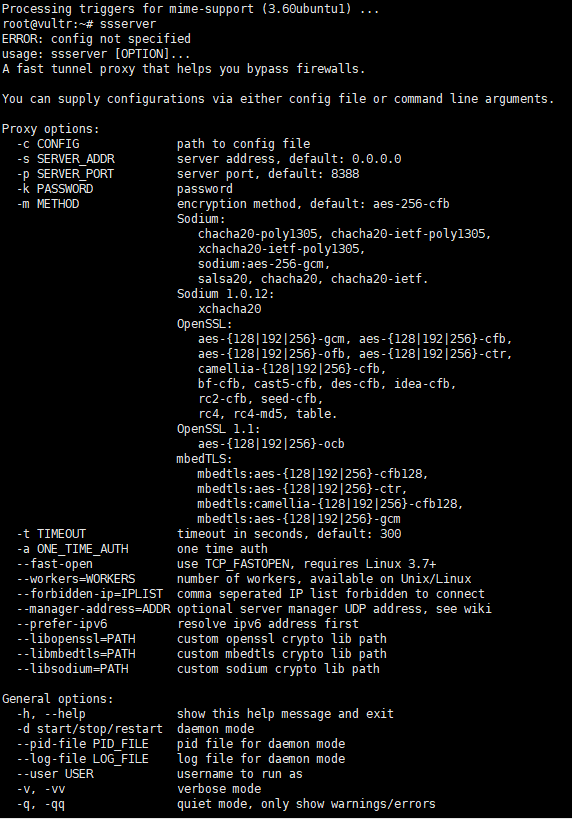 Processing triggers for mime-support (3.60ubuntu1) ...
root@vultr:~# ssserver
ERROR: config not specified
usage: ssserver [OPTION]...
A fast tunnel proxy that helps you bypass firewalls.

You can supply configurations via either config file or command line arguments.

Proxy options:
  -c CONFIG              path to config file
  -s SERVER_ADDR         server address, default: 0.0.0.0
  -p SERVER_PORT         server port, default: 8388
  -k PASSWORD            password
  -m METHOD              encryption method, default: aes-256-cfb
                         Sodium:
                            chacha20-poly1305, chacha20-ietf-poly1305,
                            xchacha20-ietf-poly1305,
                            sodium:aes-256-gcm,
                            salsa20, chacha20, chacha20-ietf.
                         Sodium 1.0.12:
                            xchacha20
                         OpenSSL:
                            aes-{128|192|256}-gcm, aes-{128|192|256}-cfb,
                            aes-{128|192|256}-ofb, aes-{128|192|256}-ctr,
                            camellia-{128|192|256}-cfb,
                            bf-cfb, cast5-cfb, des-cfb, idea-cfb,
                            rc2-cfb, seed-cfb,
                            rc4, rc4-md5, table.
                         OpenSSL 1.1:
                            aes-{128|192|256}-ocb
                         mbedTLS:
                            mbedtls:aes-{128|192|256}-cfb128,
                            mbedtls:aes-{128|192|256}-ctr,
                            mbedtls:camellia-{128|192|256}-cfb128,
                            mbedtls:aes-{128|192|256}-gcm
  -t TIMEOUT             timeout in seconds, default: 300
  -a ONE_TIME_AUTH       one time auth
  --fast-open            use TCP_FASTOPEN, requires Linux 3.7+
  --workers=WORKERS      number of workers, available on Unix/Linux
  --forbidden-ip=IPLIST  comma seperated IP list forbidden to connect
  --manager-address=ADDR optional server manager UDP address, see wiki
  --prefer-ipv6          resolve ipv6 address first
  --libopenssl=PATH      custom openssl crypto lib path
  --libmbedtls=PATH      custom mbedtls crypto lib path
  --libsodium=PATH       custom sodium crypto lib path

General options:
  -h, --help             show this help message and exit
  -d start/stop/restart  daemon mode
  --pid-file PID_FILE    pid file for daemon mode
  --log-file LOG_FILE    log file for daemon mode
  --user USER            username to run as
  -v, -vv                verbose mode
  -q, -qq                quiet mode, only show warnings/errors